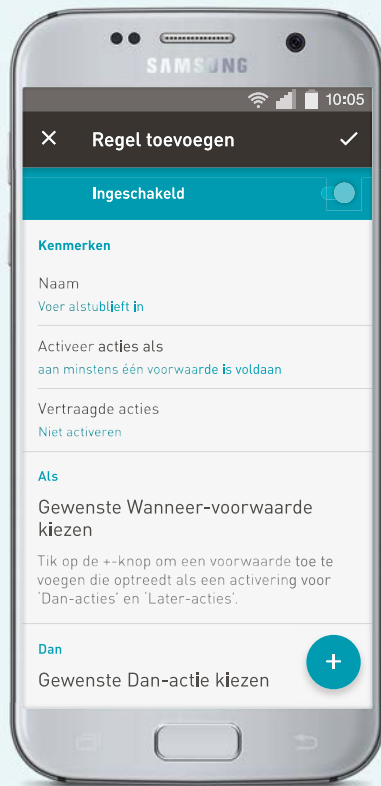 SAMSUNG
10:05
Regel toevoegen
Ingeschakeld
Kenmerken
Naam
Voer alstublieft in
Activeer acties als
aan minstens één voorwaarde is voldaan
Vertraagde acties
Niet activeren
Als
Gewenste Wanneer-voorwaarde
kiezen
Tik op de +-knop om een voorwaarde toe te
voegen die optreedt als een activering voor
'Dan-acties' en 'Later-acties'.
Dan
+
Gewenste Dan-actie kiezen